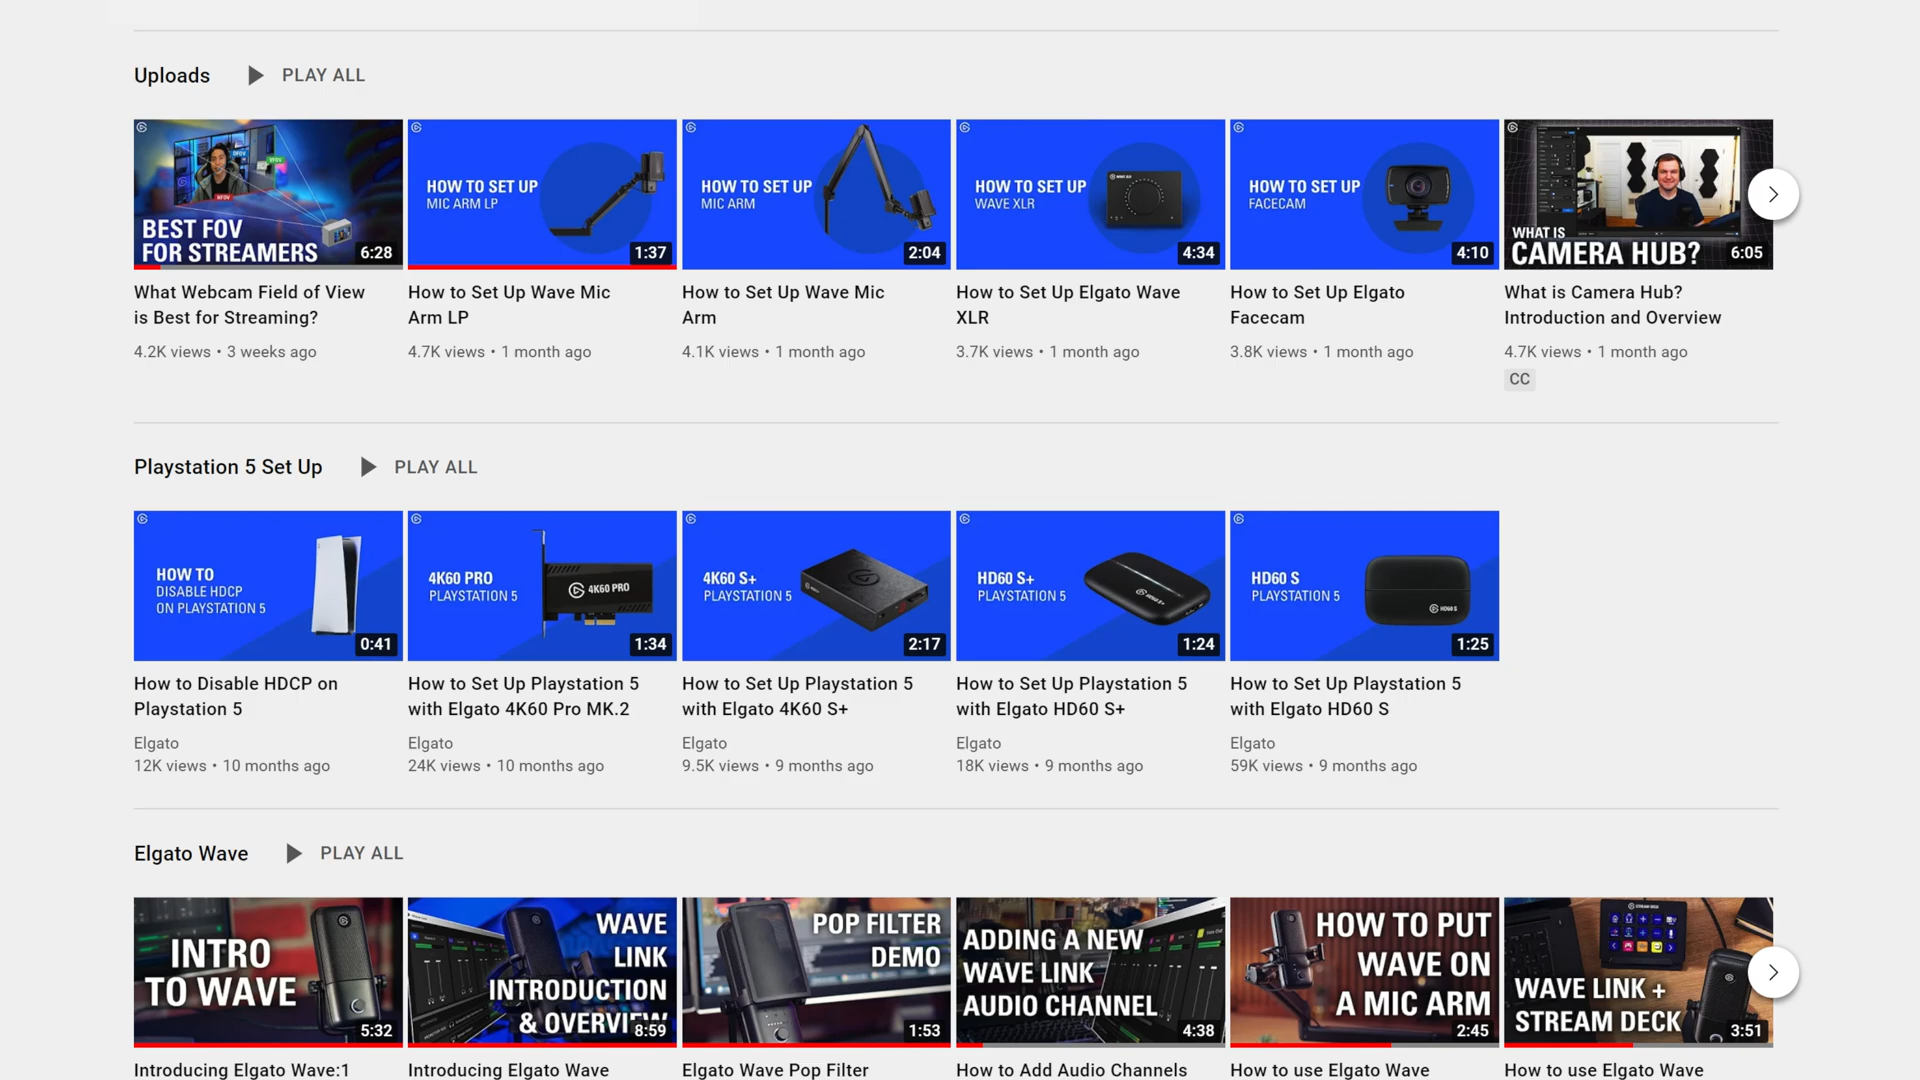 Uploads
PLAY ALL
BEST FOV
FOR STREAMERS
6:28
HOW TO SET UP
MIC ARM LP
1:37
HOW TO SET UP
MIC ARM
2:04
HOW TO SET UP
WAVE XLR
4:34
HOW TO SET UP
FACECAM
4:10
WHAT IS
CAMERA HUB?
6:05
What Webcam Field of View
is Best for Streaming?
4.2K views • 3 weeks ago
How to Set Up Wave Mic
Arm LP
4.7K views • 1 month ago
How to Set Up Wave Mic
Arm
4.1K views • 1 month ago
How to Set Up Elgato Wave
XLR
3.7K views • 1 month ago
How to Set Up Elgato
Facecam
3.8K views • 1 month ago
What is Camera Hub?
Introduction and Overview
4.7K views • 1 month ago
CC
Playstation 5 Set Up
PLAY ALL
HOW TO
DISABLE HDCP
ON PLAYSTATION 5
0:41
4K60 PRO
PLAYSTATION 5
4K60 PRO
1:34
4K60 S+
PLAYSTATION 5
2:17
HD60 S+
PLAYSTATION 5
1:24
HD60 S
PLAYSTATION 5
HD60 S
1:25
How to Disable HDCP on
Playstation 5
Elgato
12K views • 10 months ago
How to Set Up Playstation 5
with Elgato 4K60 Pro MK.2
Elgato
24K views • 10 months ago
How to Set Up Playstation 5
with Elgato 4K60 S+
Elgato
9.5K views • 9 months ago
How to Set Up Playstation 5
with Elgato HD60 S+
Elgato
18K views • 9 months ago
How to Set Up Playstation 5
with Elgato HD60 S
Elgato
59K views • 9 months ago
Elgato Wave
PLAY ALL
INTRO
TO WAVE
5:32
WAVE
LINK
INTRODUCTION
& OVERVIEW
8:59
POP FILTER
DEMO
1:53
ADDING A NEW
WAVE LINK
AUDIO CHANNEL
4:38
HOW TO PUT
WAVE ON
A MIC ARM
2:45
STREAM DECK
WAVE LINK +
STREAM DECK
3:51
Introducing Elgato Wave:1
Introducing Elgato Wave
Elgato Wave Pop Filter
How to Add Audio Channels
How to use Elgato Wave
How to use Elgato Wave